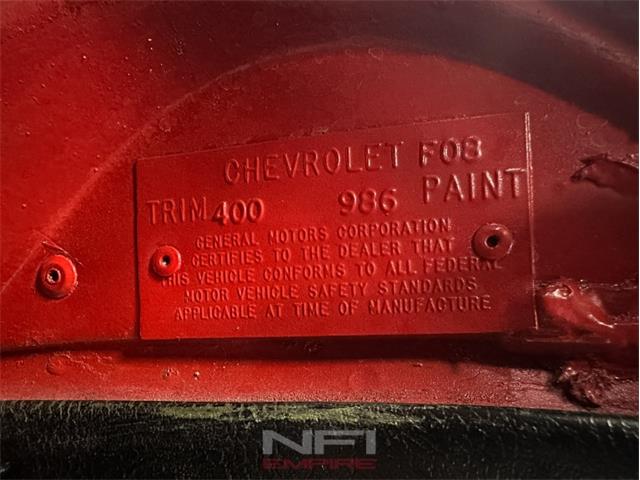 CHEVROLET F08
TRIM 400 986 PAINT
GENERAL MOTORS CORPORATION
CERTIFIES TO THE DEALER THAT
THIS VEHICLE CONFORMS TO ALL FEDERAL
MOTOR VEHICLE SAFETY STANDARDS
APPLICABLE AT TIME OF MANUFACTURE
NFI
EMPIRE